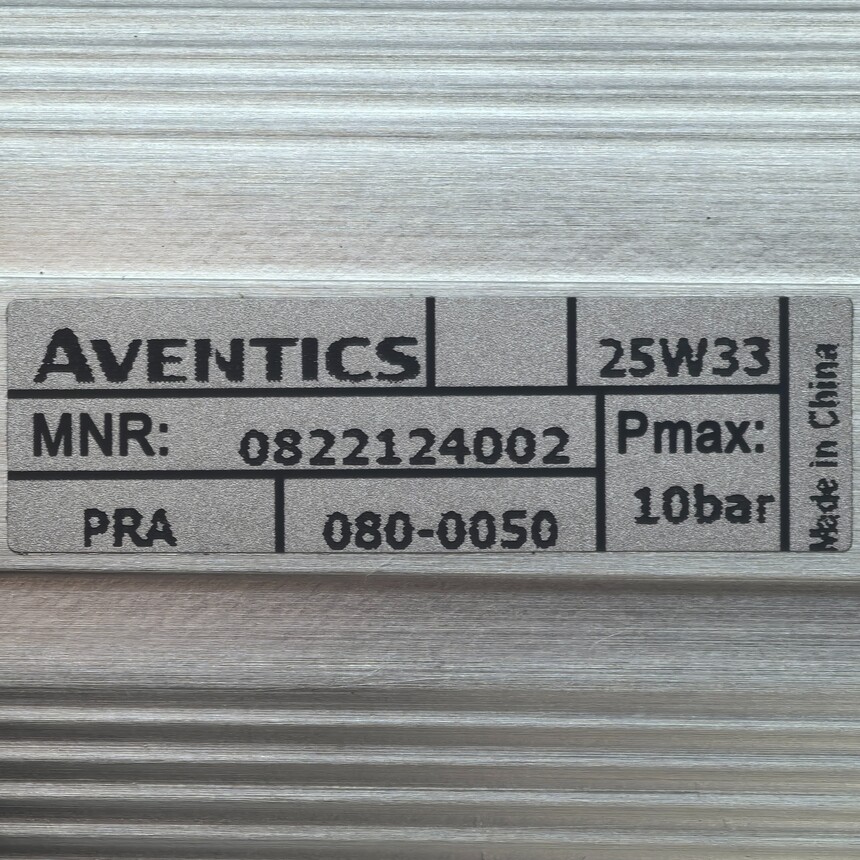 AVENTICS 25W33
MNR: 0822124002 Pmax:
10bar
PRA 080-0050
Made in China